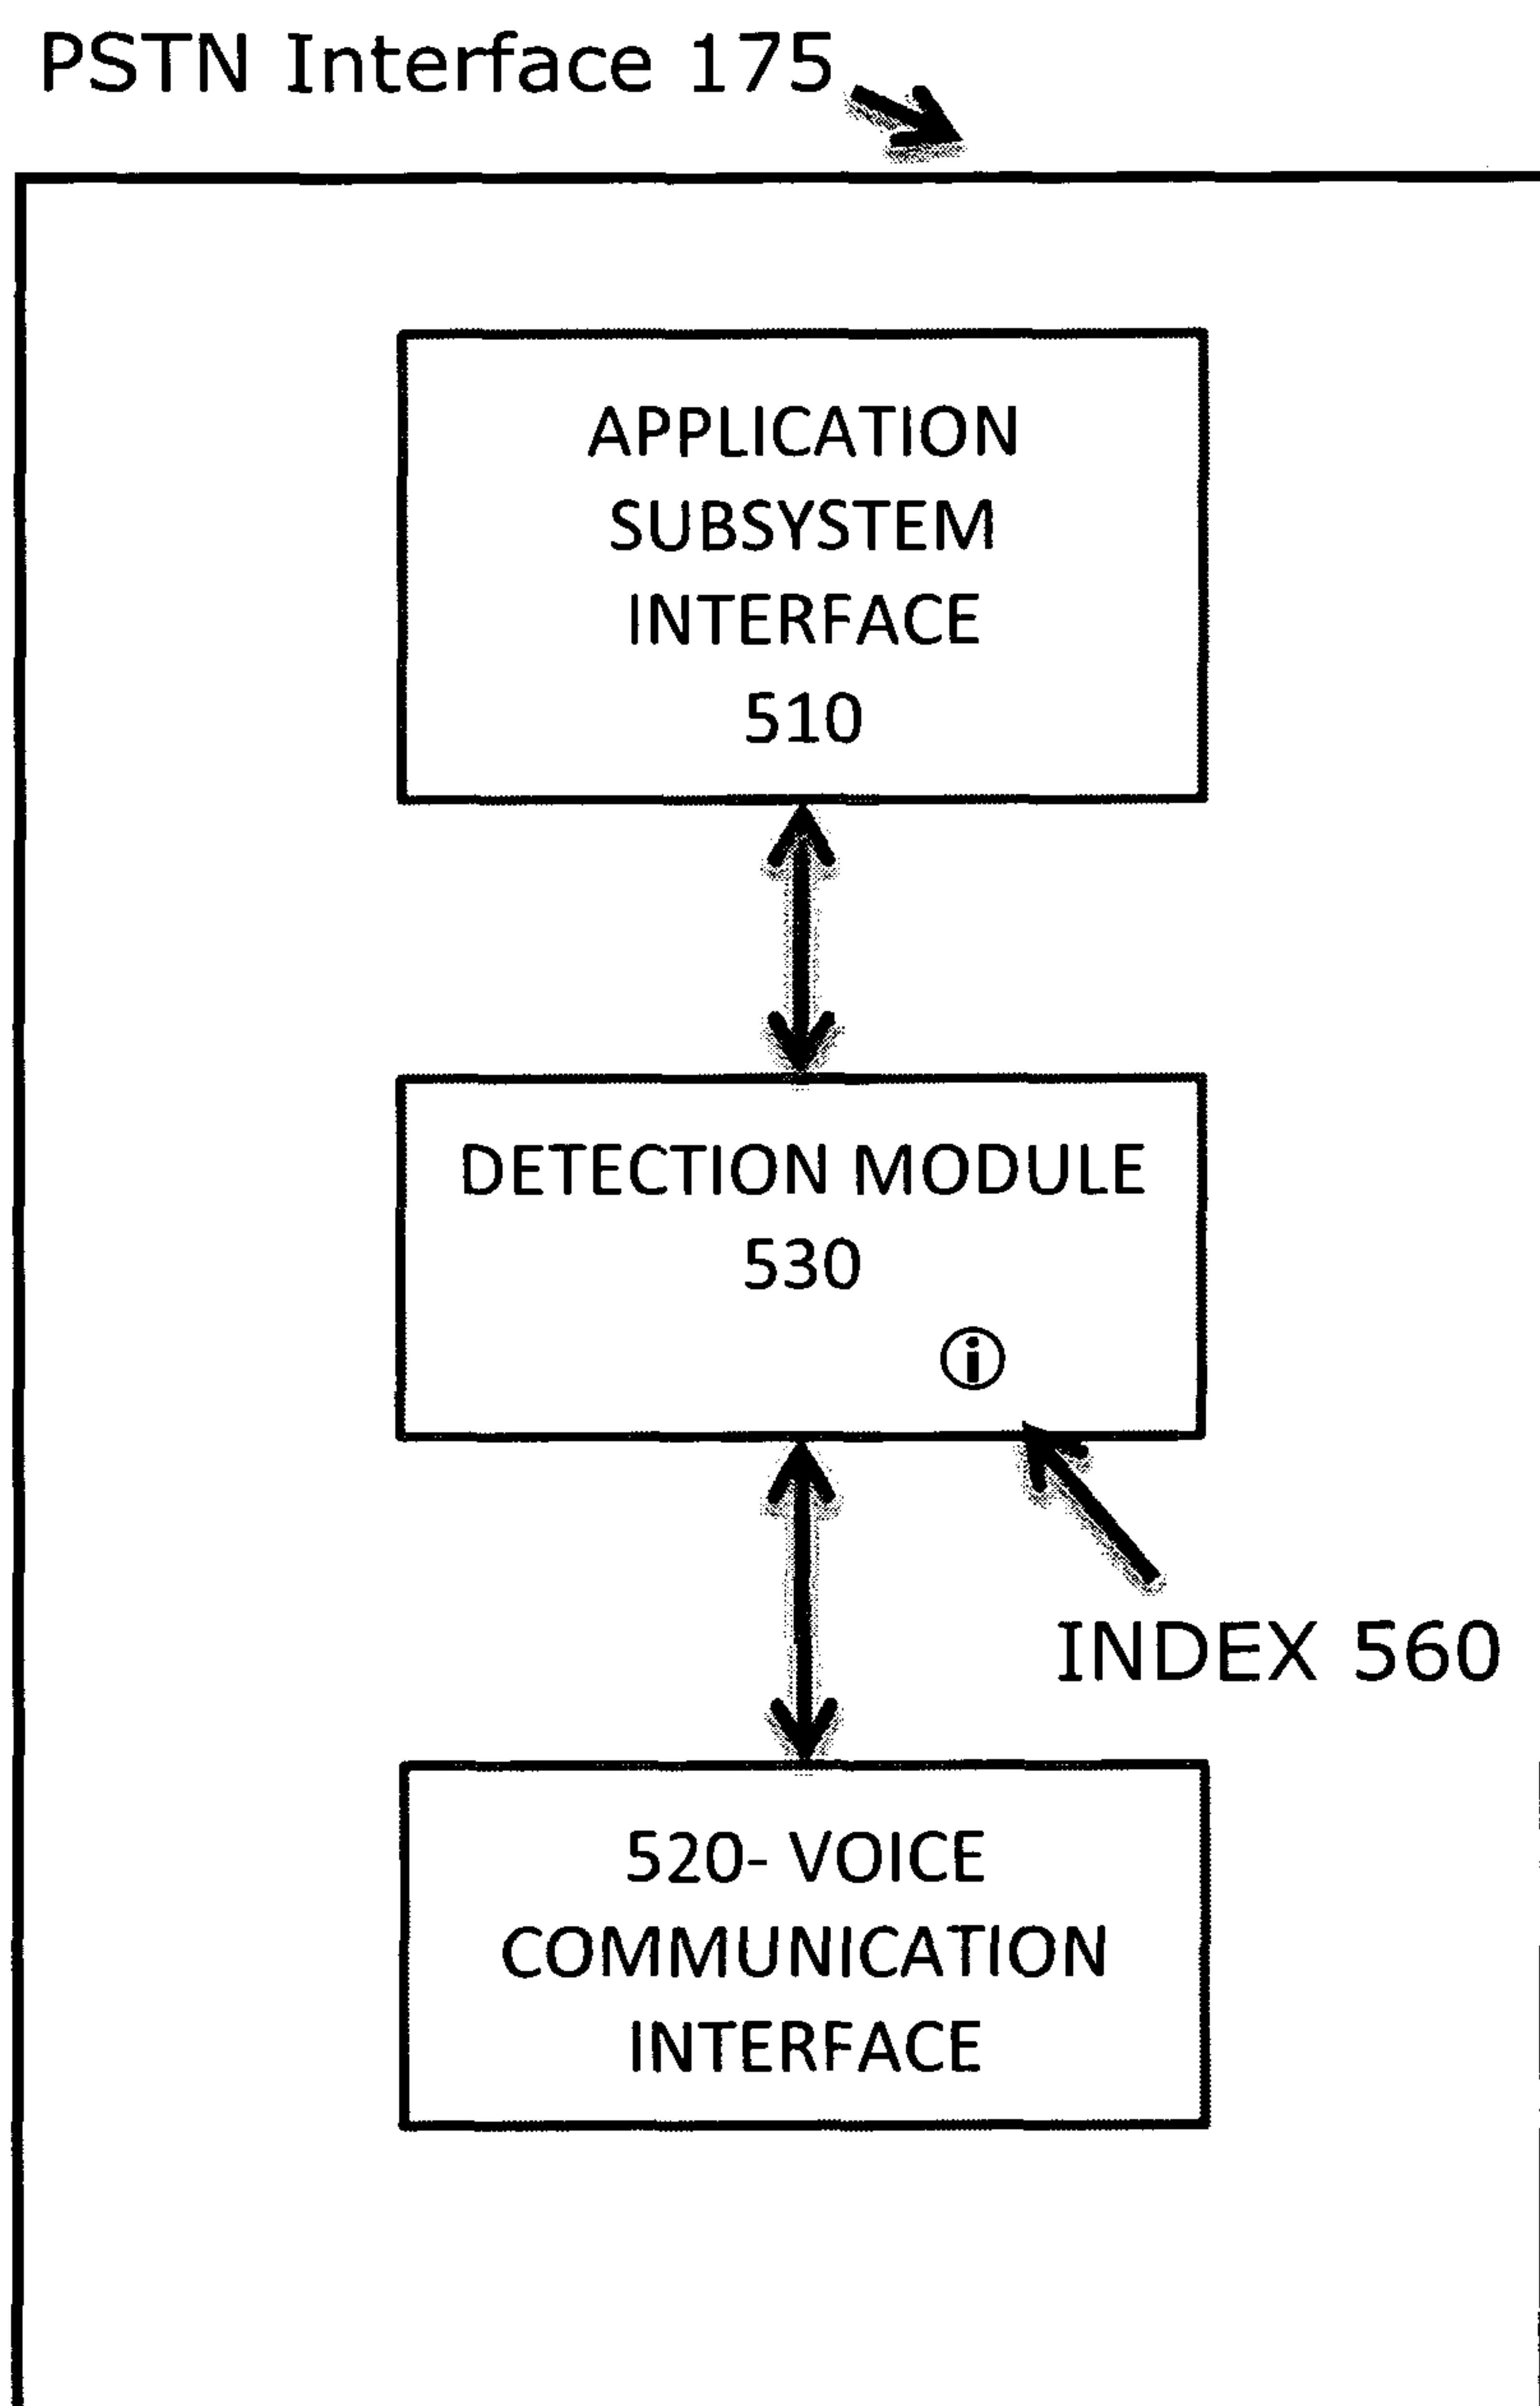 PSTN Interface 175
APPLICATION
SUBSYSTEM
INTERFACE
510
DETECTION MODULE
530
i
INDEX 560
520- VOICE
COMMUNICATION
INTERFACE